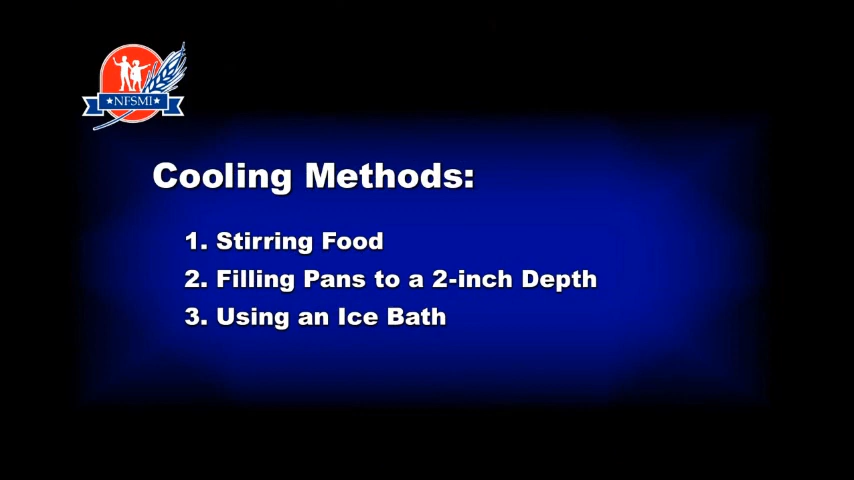 ★NFSMI★
Cooling Methods:
1. Stirring Food
2. Filling Pans to a 2-inch Depth
3. Using an Ice Bath